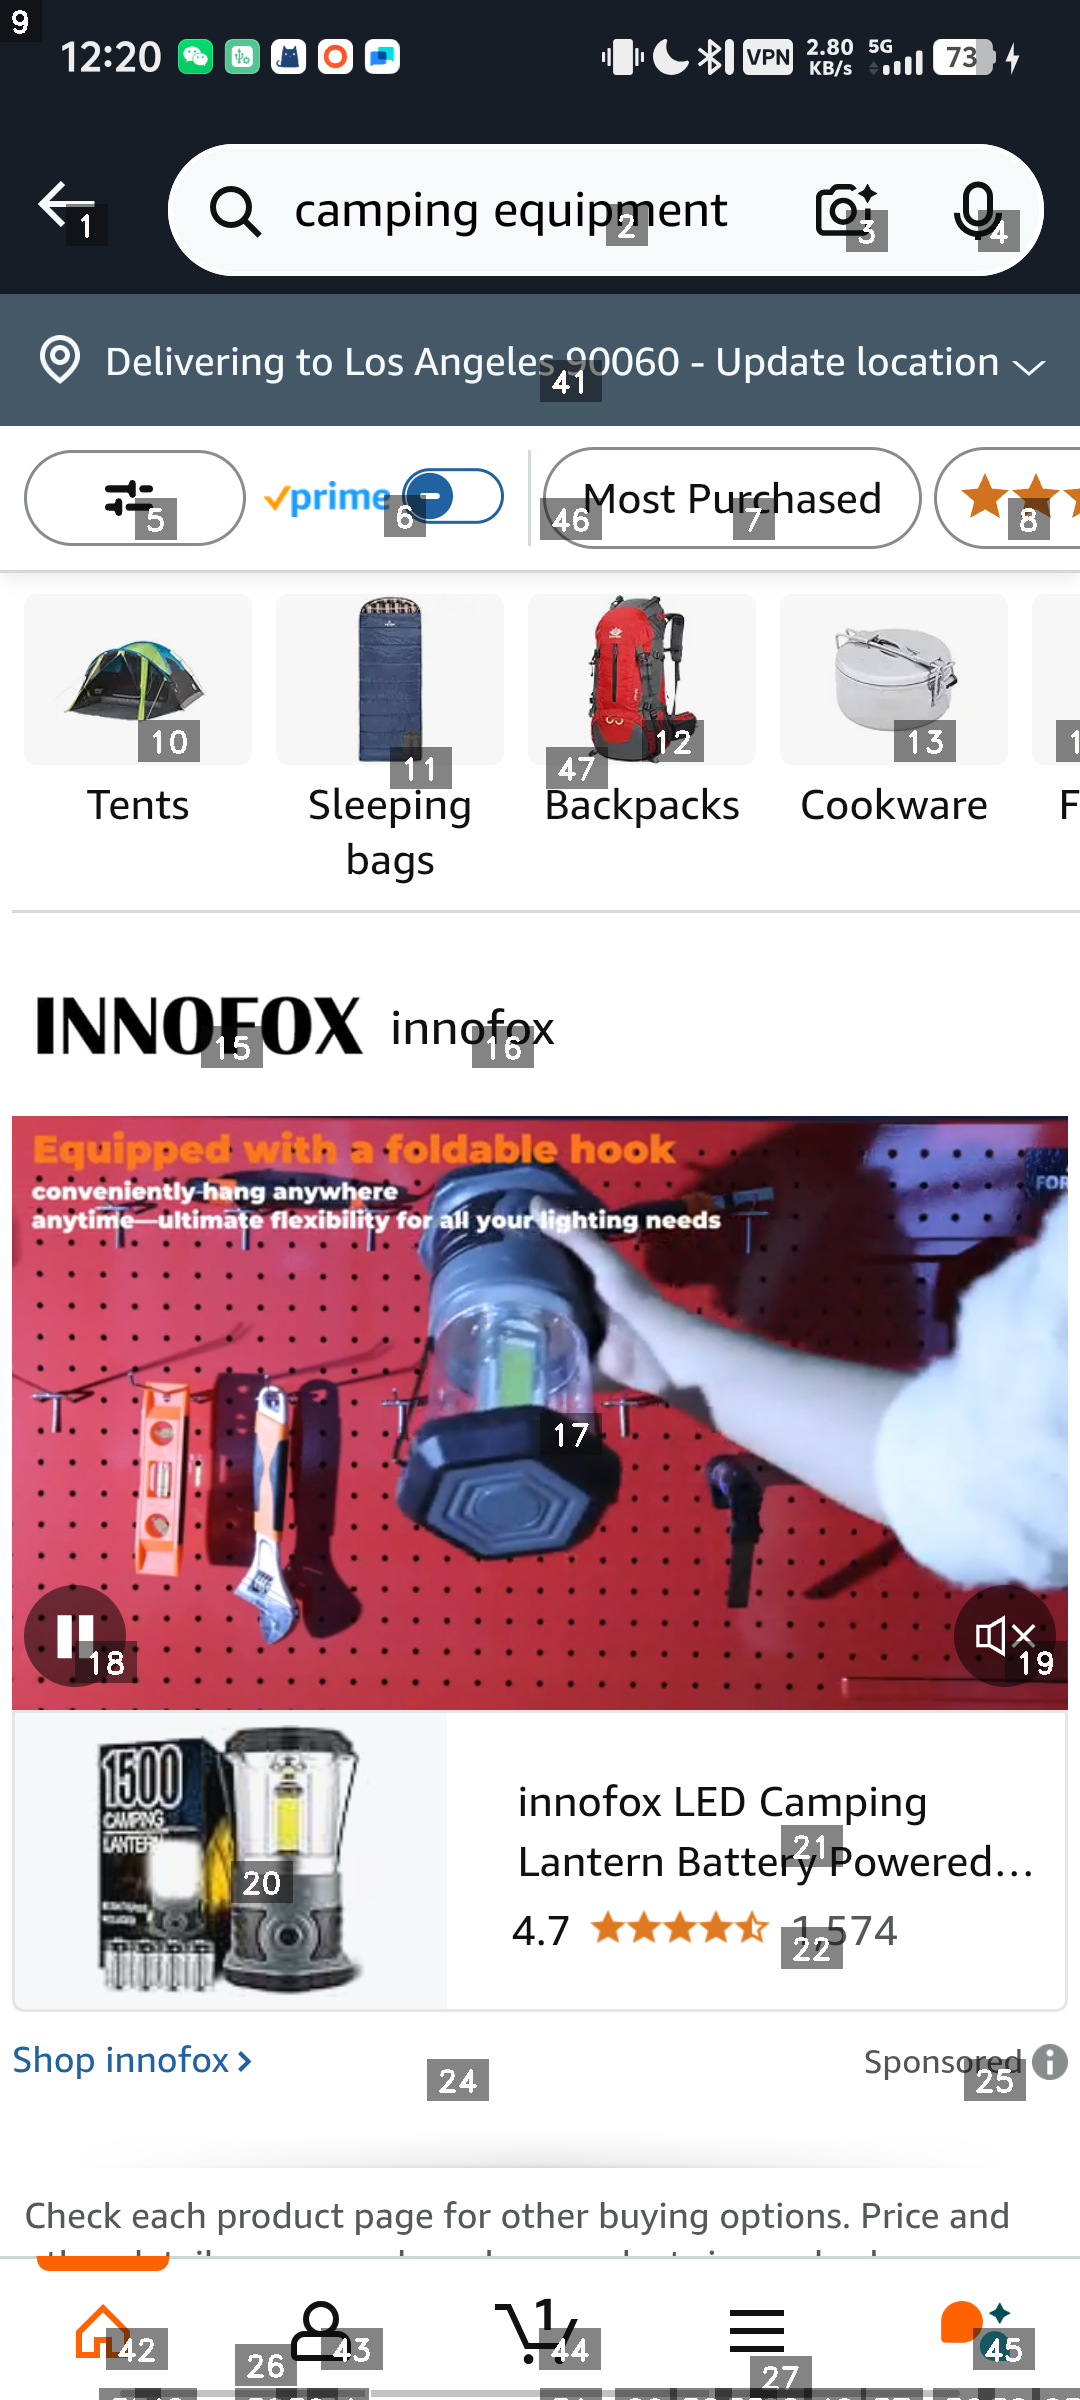 9
12:20
VPN
2.80
KB/s
5G
73
camping equipment
1
2
3
4
Delivering to Los Angeles 90060 - Update location
41
prime
Most Purchased
5
6
46
7
8
10
11
12
13
47
Tents
Sleeping
bags
Backpacks
Cookware
F
INNOFOX
innofox
15
16
Equipped with a foldable hook
conveniently hang anywhere
anytime—ultimate flexibility for all your lighting needs
FOR
17
18
19
1500
CAMPING
LANTERN
20
innofox LED Camping
Lantern Battery Powered...
21
4.7
1,574
22
Shop innofox
24
Sponsored
25
Check each product page for other buying options. Price and
1
42
26
43
44
27
45